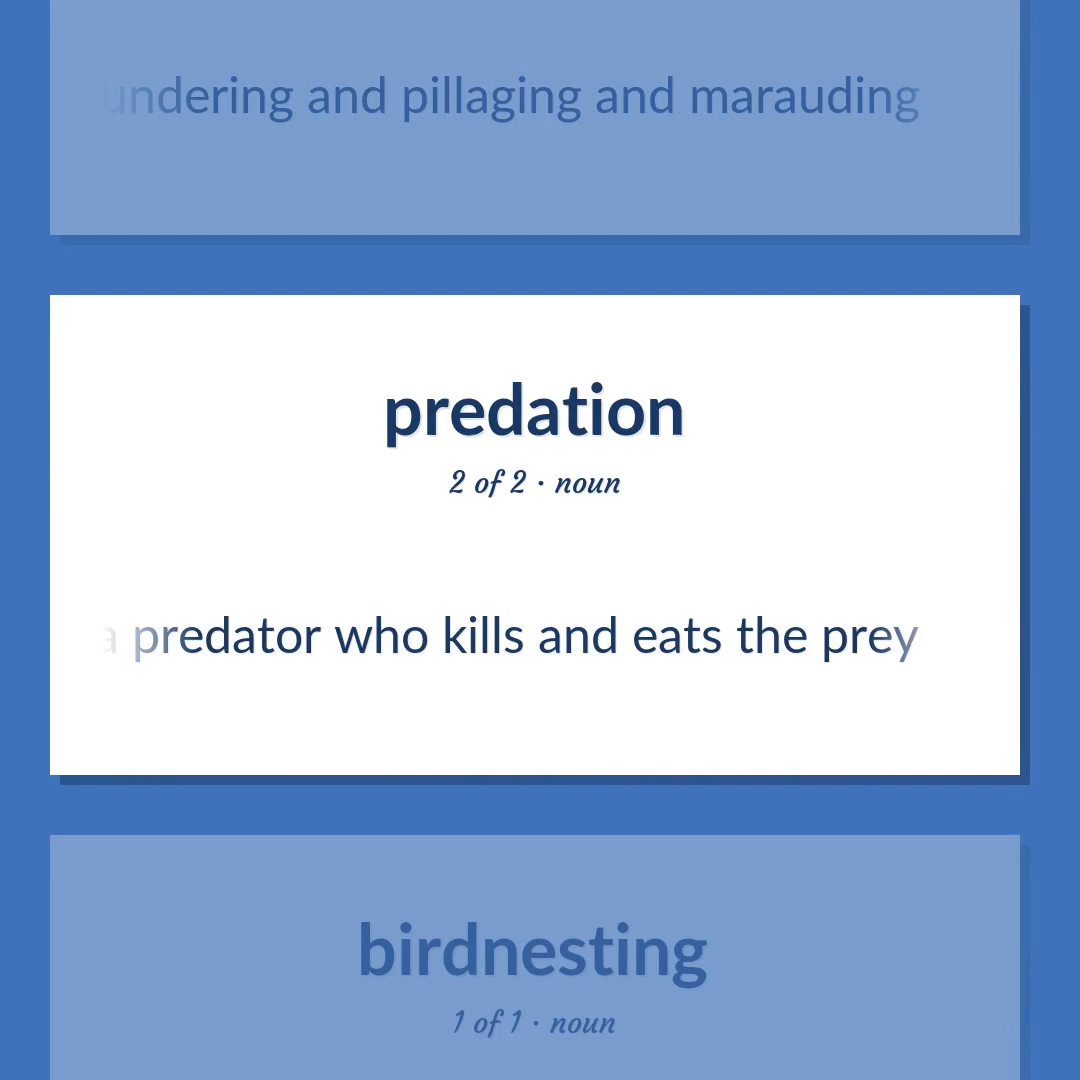 undering and pillaging and marauding
predation
2 of 2 · noun
a predator who kills and eats the prey
birdnesting
1 of 1 · noun